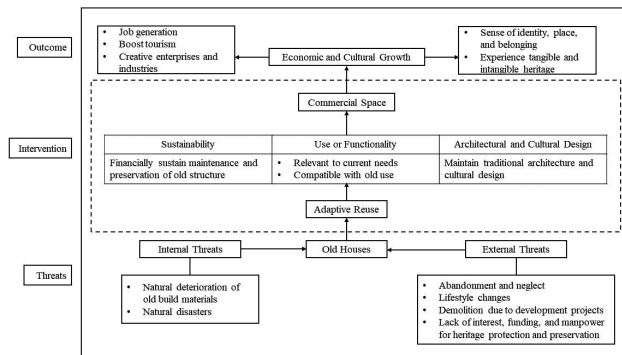 Outcome
• Job generation
• Boost tourism
• Creative enterprises and
industries
Economic and Cultural Growth
• Sense of identity, place,
and belonging
• Experience tangible and
intangible heritage
Commercial Space
Intervention
Sustainability
Use or Functionality
Architectural and Cultural Design
Financially sustain maintenance and
preservation of old structure
• Relevant to current needs
• Compatible with old use
Maintain traditional architecture and
cultural design
Adaptive Reuse
Internal Threats
Old Houses
External Threats
Threats
• Natural deterioration of
old build materials
• Natural disasters
• Abandonment and neglect
• Lifestyle changes
• Demolition due to development projects
• Lack of interest, funding, and manpower
for heritage protection and preservation